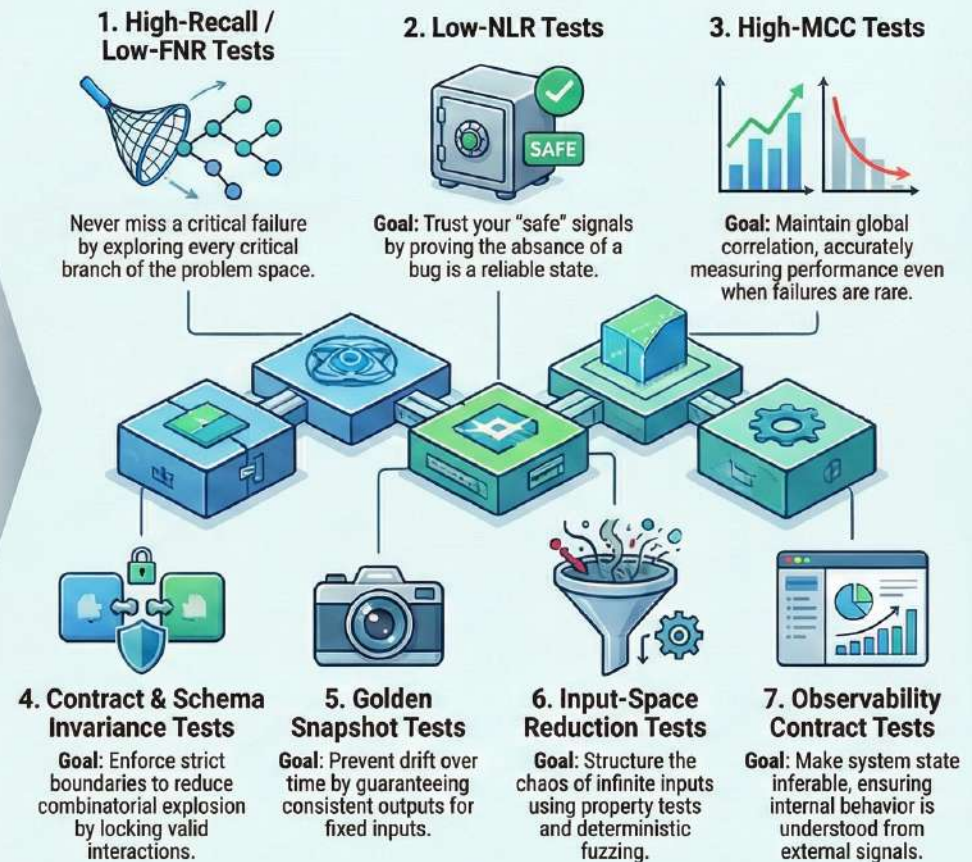 1. High-Recall /
Low-FNR Tests
Never miss a critical failure
by exploring every critical
branch of the problem space.
2. Low-NLR Tests
SAFE
Goal: Trust your “safe” signals
by proving the absence of a
bug is a reliable state.
3. High-MCC Tests
Goal: Maintain global
correlation, accurately
measuring performance even
when failures are rare.
4. Contract & Schema
Invariance Tests
Goal: Enforce strict
boundaries to reduce
combinatorial explosion
by locking valid
interactions.
5. Golden
Snapshot Tests
Goal: Prevent drift over
time by guaranteeing
consistent outputs for
fixed inputs.
6. Input-Space
Reduction Tests
Goal: Structure the
chaos of infinite inputs
using property tests
and deterministic
fuzzing.
7. Observability
Contract Tests
Goal: Make system state
inferable, ensuring
internal behavior is
understood from
external signals.